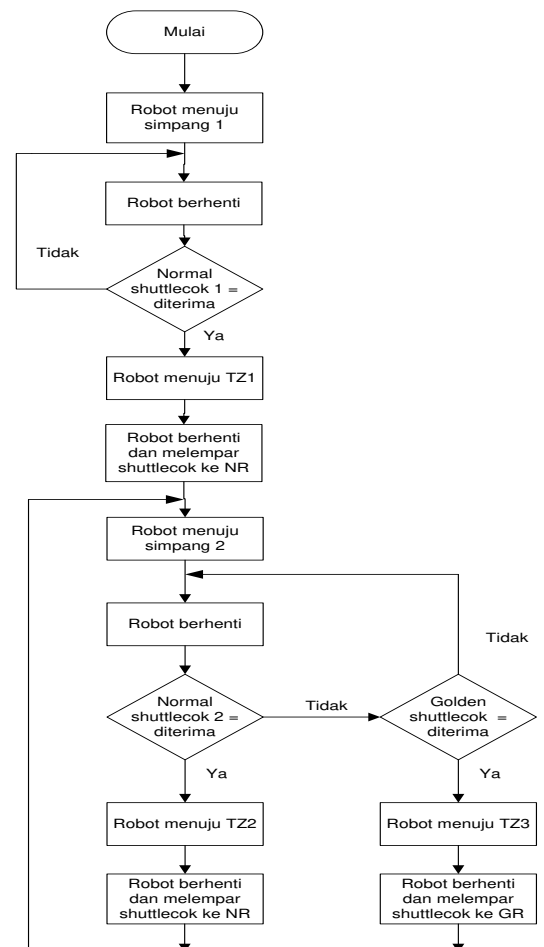 Mulai
Robot menuju
simpang 1
Robot berhenti
Tidak
Normal
shuttlecok 1 =
diterima
Ya
Robot menuju TZ1
Robot berhenti
dan melempar
shuttlecok ke NR
Robot menuju
simpang 2
Robot berhenti
Tidak
Normal
shuttlecok 2 =
diterima
Tidak
Golden
shuttlecok =
diterima
Ya
Ya
Robot menuju TZ2
Robot menuju TZ3
Robot berhenti
dan melempar
shuttlecok ke NR
Robot berhenti
dan melempar
shuttlecok ke GR